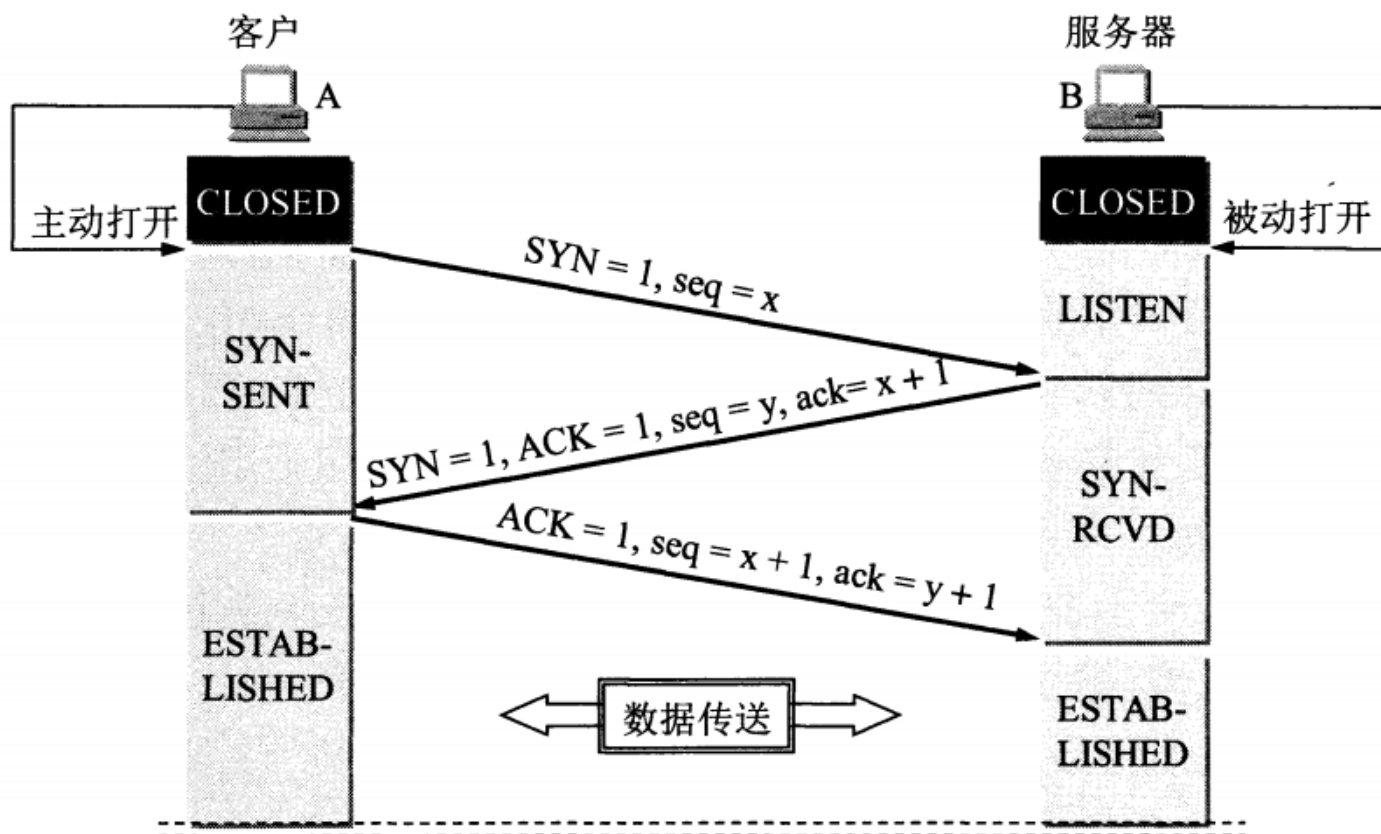 客户
服务器
A
B
CLOSED
CLOSED
主动打开
被动打开
SYN = 1, seq = x
LISTEN
SYN-
SENT
SYN = 1, ACK = 1, seq = y, ack= x + 1
SYN-
RCVD
ACK = 1, seq = x + 1, ack = y + 1
ESTAB-
LISHED
数据传送
ESTAB-
LISHED